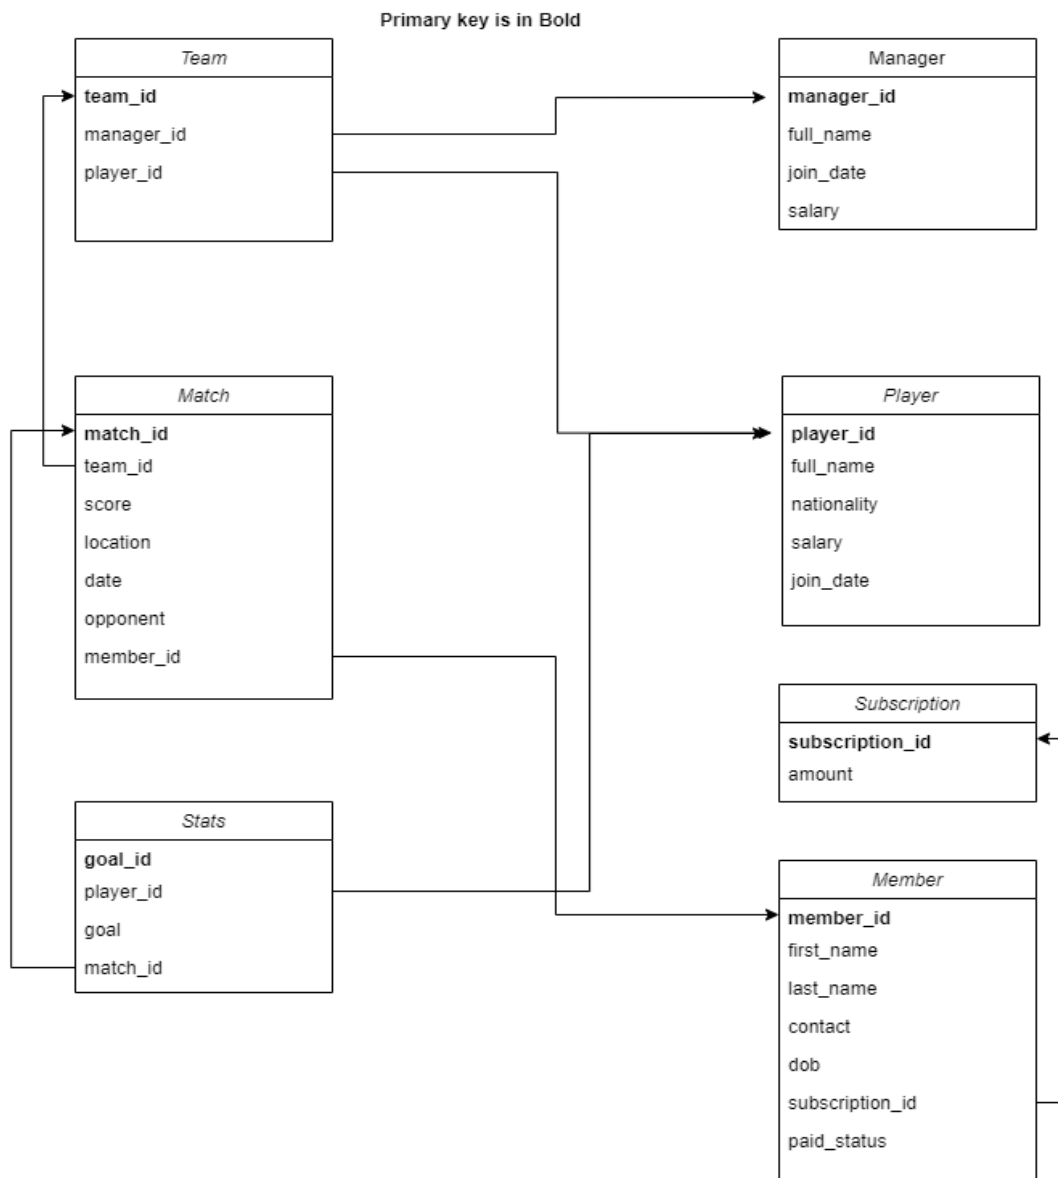 Primary key is in Bold
Team
team_id
manager_id
player_id
Manager
manager_id
full_name
join_date
salary
Match
match_id
team_id
score
location
date
opponent
member_id
Player
player_id
full_name
nationality
salary
join_date
Subscription
subscription_id
amount
Stats
goal_id
player_id
goal
match_id
Member
member_id
first_name
last_name
contact
dob
subscription_id
paid_status